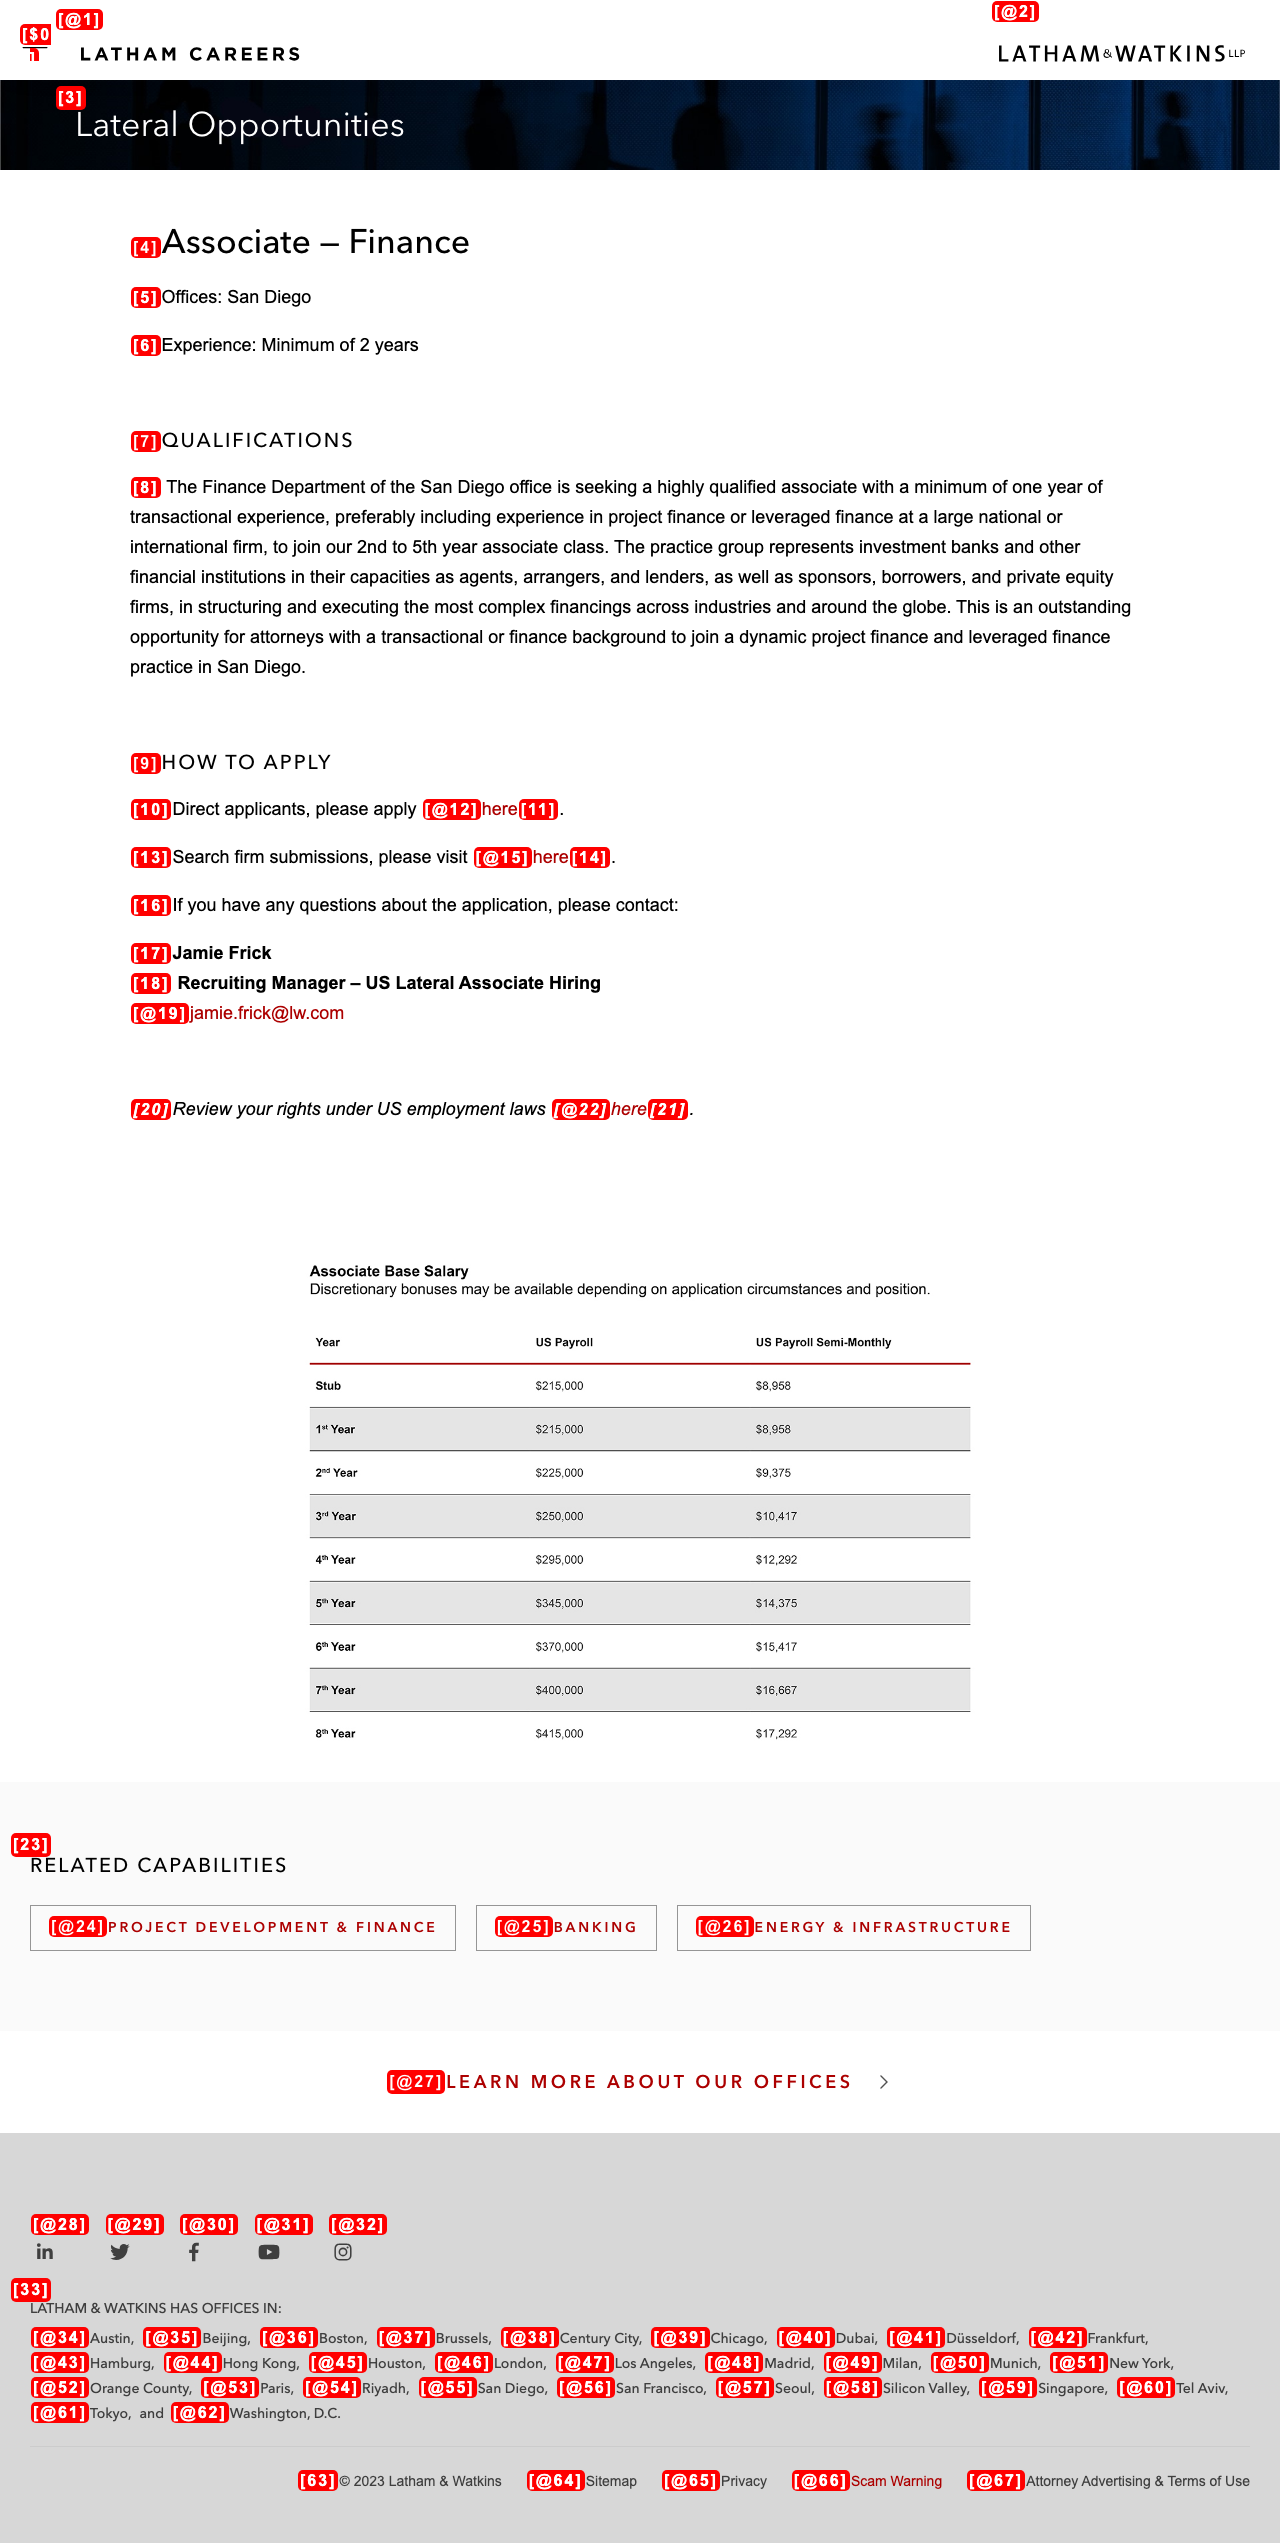 [$0
[@1]
[@2]
LATHAM CAREERS
LATHAM&WATKINS LLP
[3]
Lateral Opportunities
[4]Associate – Finance
[5]Offices: San Diego
[6]Experience: Minimum of 2 years
[7]QUALIFICATIONS
[8] The Finance Department of the San Diego office is seeking a highly qualified associate with a minimum of one year of
transactional experience, preferably including experience in project finance or leveraged finance at a large national or
international firm, to join our 2nd to 5th year associate class. The practice group represents investment banks and other
financial institutions in their capacities as agents, arrangers, and lenders, as well as sponsors, borrowers, and private equity
firms, in structuring and executing the most complex financings across industries and around the globe. This is an outstanding
opportunity for attorneys with a transactional or finance background to join a dynamic project finance and leveraged finance
practice in San Diego.
[9]HOW TO APPLY
[10]Direct applicants, please apply [@12]here[11].
[13]Search firm submissions, please visit [@15]here[14].
[16]If you have any questions about the application, please contact:
[17]Jamie Frick
[18] Recruiting Manager – US Lateral Associate Hiring
[@19]jamie.frick@lw.com
[20]Review your rights under US employment laws [@22]here[21].
Associate Base Salary
Discretionary bonuses may be available depending on application circumstances and position.
Year US Payroll US Payroll Semi-Monthly
Stub $215,000 $8,958
1st Year $215,000 $8,958
2nd Year $225,000 $9,375
3rd Year $250,000 $10,417
4th Year $295,000 $12,292
5th Year $345,000 $14,375
6th Year $370,000 $15,417
7th Year $400,000 $16,667
8th Year $415,000 $17,292
[23]
RELATED CAPABILITIES
[@24]PROJECT DEVELOPMENT & FINANCE [@25]BANKING [@26]ENERGY & INFRASTRUCTURE
[@27]LEARN MORE ABOUT OUR OFFICES
[@28] [@29] [@30] [@31] [@32]
[33]
LATHAM & WATKINS HAS OFFICES IN:
[@34]Austin, [@35]Beijing, [@36]Boston, [@37]Brussels, [@38]Century City, [@39]Chicago, [@40]Dubai, [@41]Düsseldorf, [@42]Frankfurt,
[@43]Hamburg, [@44]Hong Kong, [@45]Houston, [@46]London, [@47]Los Angeles, [@48]Madrid, [@49]Milan, [@50]Munich, [@51]New York,
[@52]Orange County, [@53]Paris, [@54]Riyadh, [@55]San Diego, [@56]San Francisco, [@57]Seoul, [@58]Silicon Valley, [@59]Singapore, [@60]Tel Aviv,
[@61]Tokyo, and [@62]Washington, D.C.
[63]© 2023 Latham & Watkins [@64]Sitemap [@65]Privacy [@66]Scam Warning [@67]Attorney Advertising & Terms of Use